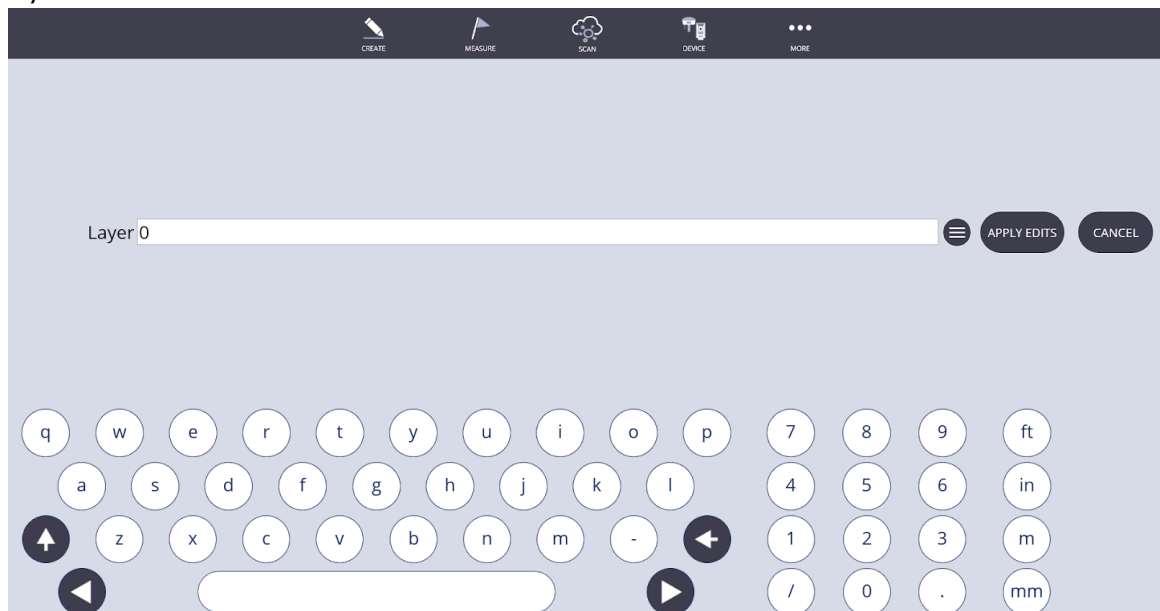 CREATE MEASURE SCAN DEVICE MORE
Layer 0 APPLY EDITS CANCEL
q w e r t y u i o p 7 8 9 ft
a s d f g h j k l 4 5 6 in
z x c v b n m - 1 2 3 m
/ 0 . mm